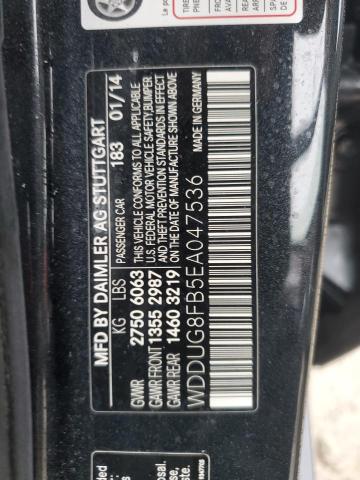 MFD BY DAIMLER AG STUTTGART
PASSENGER CAR 183 01/14
KG LBS
GVWR 2750 6063
GAWR FRONT 1355 2987
GAWR REAR 1460 3219
THIS VEHICLE CONFORMS TO ALL APPLICABLE
U.S. FEDERAL MOTOR VEHICLE SAFETY, BUMPER
AND THEFT PREVENTION STANDARDS IN EFFECT
ON THE DATE OF MANUFACTURE SHOWN ABOVE.
MADE IN GERMANY
WDDUG8FB5EA047536